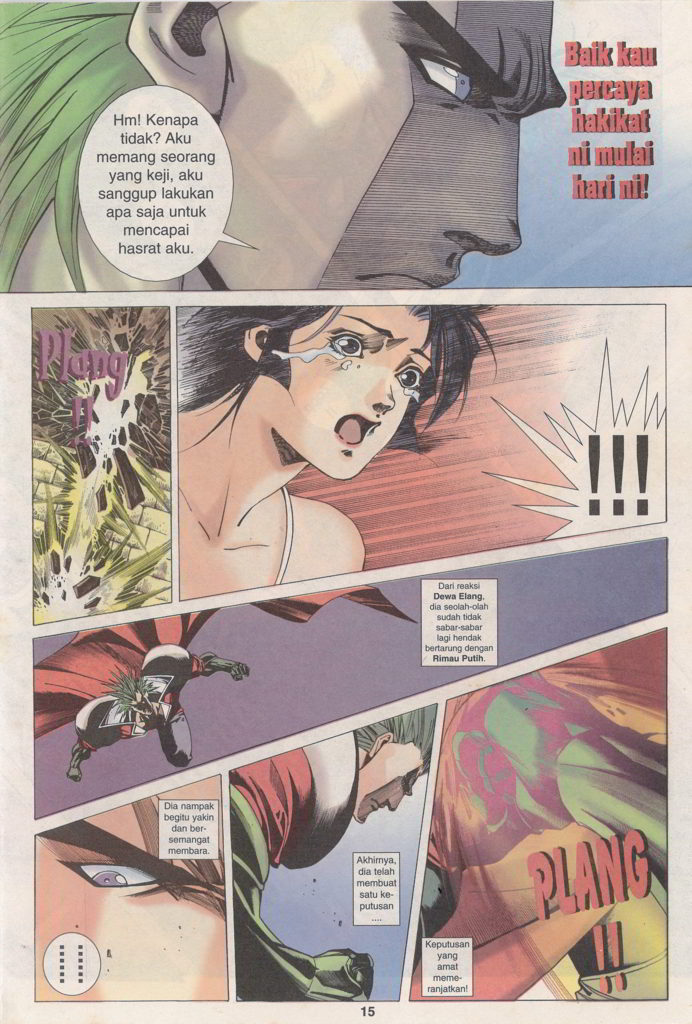 Baik kau
percaya
hakikat
ni mulai
hari ni!
Hm! Kenapa
tidak? Aku
memang seorang
yang keji, aku
sanggup lakukan
apa saja untuk
mencapai
hasrat aku.
Plang
!!
!!!
Dari reaksi
Dewa Elang,
dia seolah-olah
sudah tidak
sabar-sabar
lagi hendak
bertarung dengan
Rimau Putih.
Dia nampak
begitu yakin
dan ber-
semangat
membara.
Akhirnya,
dia telah
membuat
satu ke-
putusan
....
Keputusan
yang
amat
meme-
ranjatkan!
PLANG
!!
15